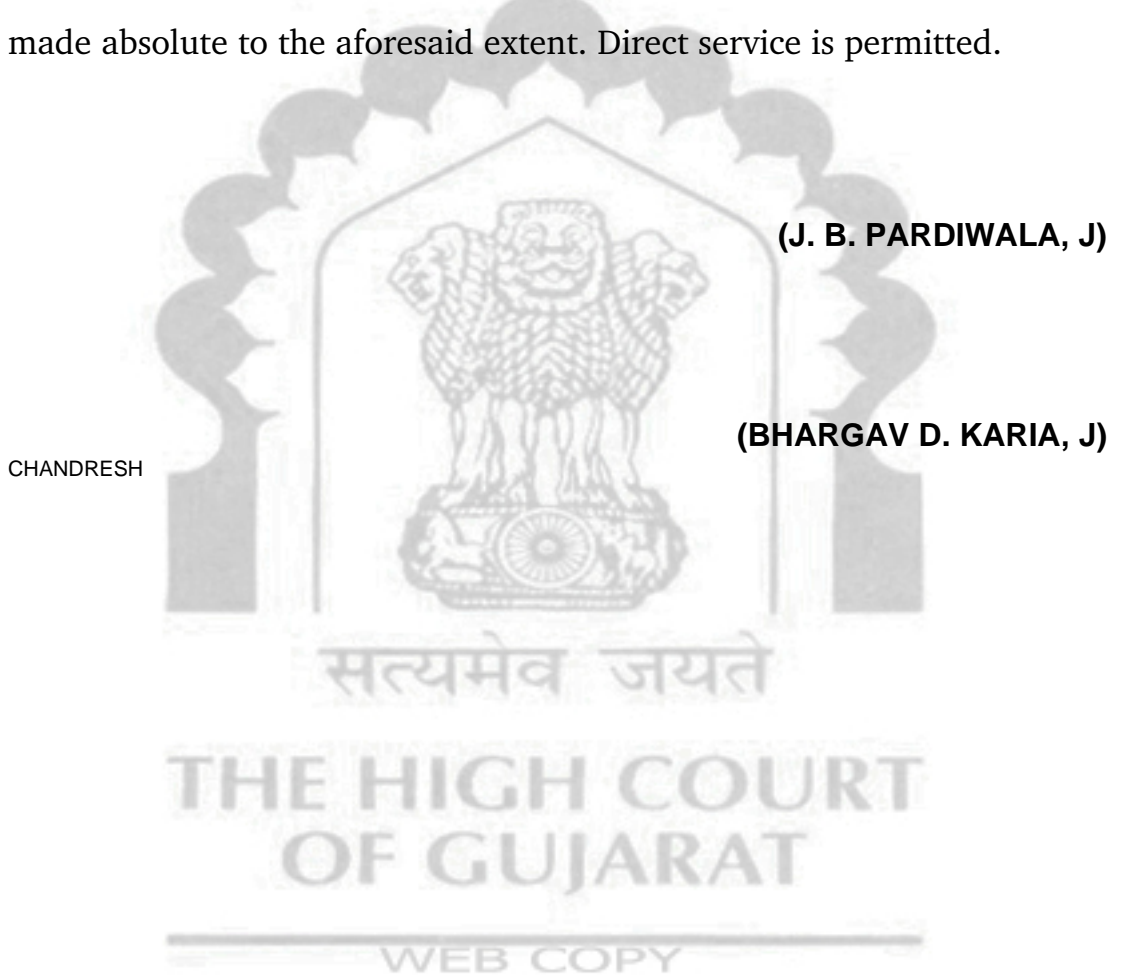 made absolute to the aforesaid extent. Direct service is permitted.
(J. B. PARDIWALA, J)
(BHARGAV D. KARIA, J)
CHANDRESH
सत्यमेव जयते
THE HIGH COURT
OF GUJARAT
WEB COPY